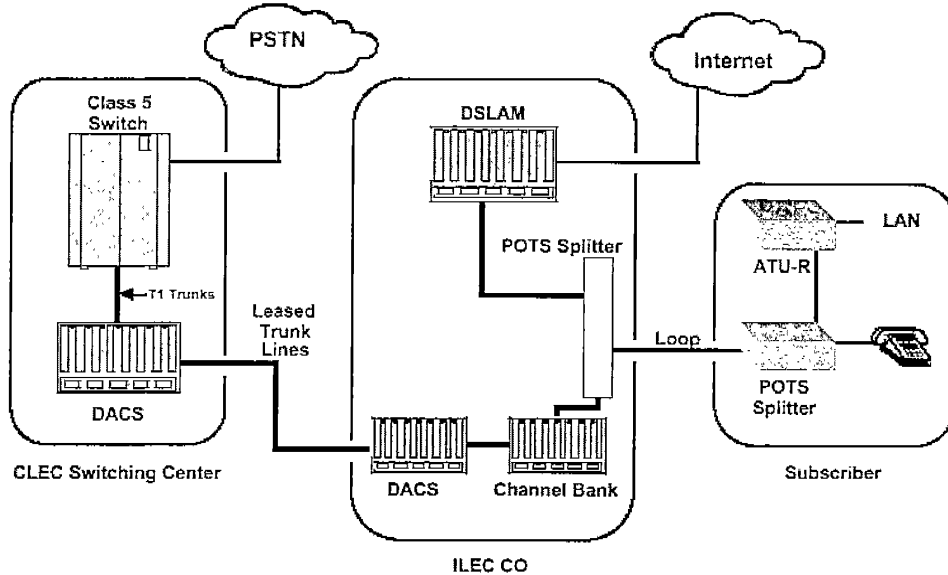 PSTN
Internet
Class 5
Switch
DSLAM
POTS Splitter
LAN
ATU-R
T1 Trunks
Leased
Trunk
Lines
Loop
DACS
POTS
Splitter
CLEC Switching Center
DACS
Channel Bank
Subscriber
ILEC CO